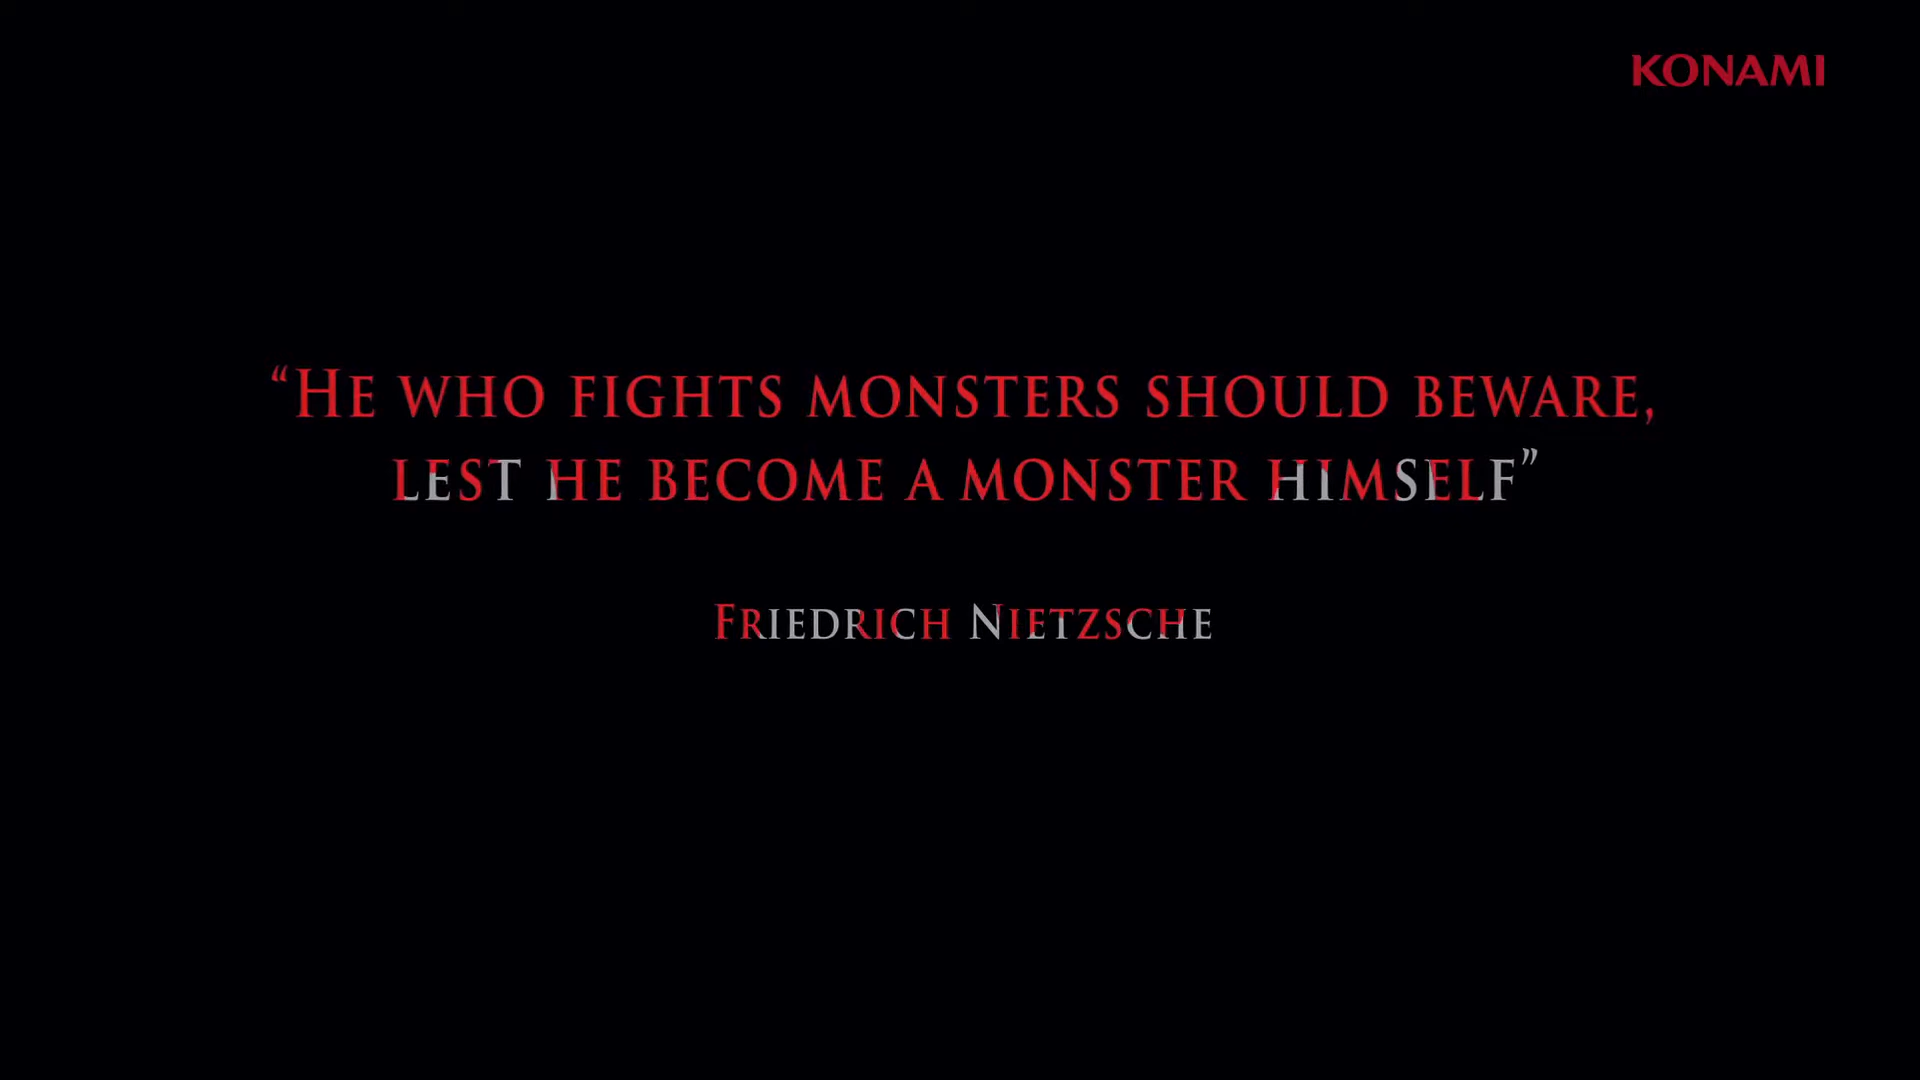 KONAMI
“He who fights monsters should beware,
lest he become a monster himself”
Friedrich Nietzsche